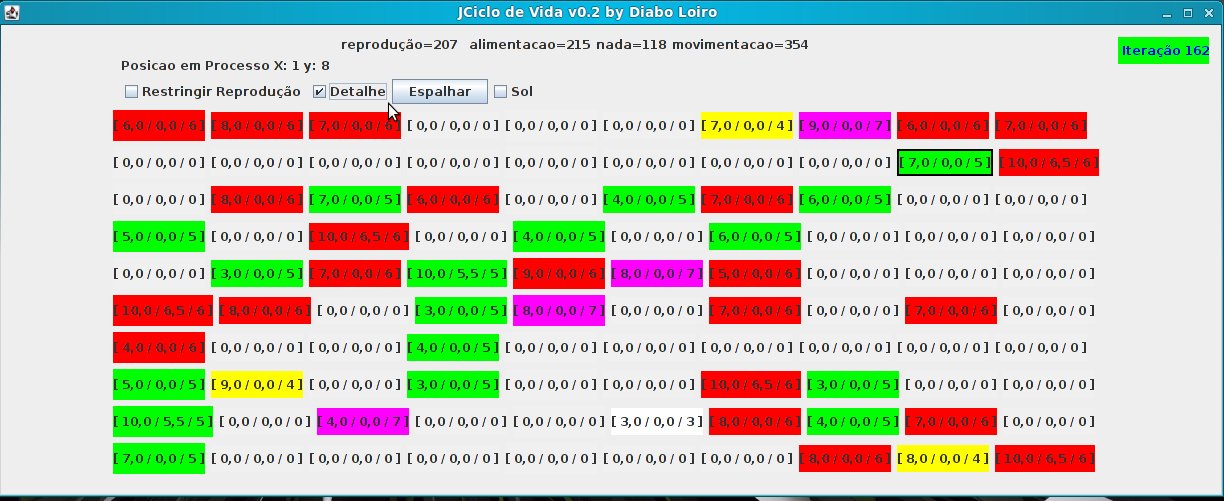 JCiclo de Vida v0.2 by Diabo Loiro
reprodução=207 alimentacao=215 nada=118 movimentacao=354
Iteração 162
Posicao em Processo X: 1 y: 8
Restringir Reprodução Detalhe Espalhar Sol
[ 6,0 / 0,0 / 6] [ 8,0 / 0,0 / 6] [ 7,0 / 0,0 / 6] [ 0,0 / 0,0 / 0] [ 0,0 / 0,0 / 0] [ 0,0 / 0,0 / 0] [ 7,0 / 0,0 / 4] [ 9,0 / 0,0 / 7] [ 6,0 / 0,0 / 6] [ 7,0 / 0,0 / 6]
[ 0,0 / 0,0 / 0] [ 0,0 / 0,0 / 0] [ 0,0 / 0,0 / 0] [ 0,0 / 0,0 / 0] [ 0,0 / 0,0 / 0] [ 0,0 / 0,0 / 0] [ 0,0 / 0,0 / 0] [ 0,0 / 0,0 / 0] [ 7,0 / 0,0 / 5] [ 10,0 / 6,5 / 6]
[ 0,0 / 0,0 / 0] [ 8,0 / 0,0 / 6] [ 7,0 / 0,0 / 5] [ 6,0 / 0,0 / 6] [ 0,0 / 0,0 / 0] [ 4,0 / 0,0 / 5] [ 7,0 / 0,0 / 6] [ 6,0 / 0,0 / 5] [ 0,0 / 0,0 / 0] [ 0,0 / 0,0 / 0]
[ 5,0 / 0,0 / 5] [ 0,0 / 0,0 / 0] [ 10,0 / 6,5 / 6] [ 0,0 / 0,0 / 0] [ 4,0 / 0,0 / 5] [ 0,0 / 0,0 / 0] [ 6,0 / 0,0 / 5] [ 0,0 / 0,0 / 0] [ 0,0 / 0,0 / 0] [ 0,0 / 0,0 / 0]
[ 0,0 / 0,0 / 0] [ 3,0 / 0,0 / 5] [ 7,0 / 0,0 / 6] [ 10,0 / 5,5 / 5] [ 9,0 / 0,0 / 6] [ 8,0 / 0,0 / 7] [ 5,0 / 0,0 / 6] [ 0,0 / 0,0 / 0] [ 0,0 / 0,0 / 0] [ 0,0 / 0,0 / 0]
[ 10,0 / 6,5 / 6] [ 8,0 / 0,0 / 6] [ 0,0 / 0,0 / 0] [ 3,0 / 0,0 / 5] [ 8,0 / 0,0 / 7] [ 0,0 / 0,0 / 0] [ 7,0 / 0,0 / 6] [ 0,0 / 0,0 / 0] [ 7,0 / 0,0 / 6] [ 0,0 / 0,0 / 0]
[ 4,0 / 0,0 / 6] [ 0,0 / 0,0 / 0] [ 0,0 / 0,0 / 0] [ 4,0 / 0,0 / 5] [ 0,0 / 0,0 / 0] [ 0,0 / 0,0 / 0] [ 0,0 / 0,0 / 0] [ 0,0 / 0,0 / 0] [ 0,0 / 0,0 / 0] [ 0,0 / 0,0 / 0]
[ 5,0 / 0,0 / 5] [ 9,0 / 0,0 / 4] [ 0,0 / 0,0 / 0] [ 3,0 / 0,0 / 5] [ 0,0 / 0,0 / 0] [ 0,0 / 0,0 / 0] [ 10,0 / 6,5 / 6] [ 3,0 / 0,0 / 5] [ 0,0 / 0,0 / 0] [ 0,0 / 0,0 / 0]
[ 10,0 / 5,5 / 5] [ 0,0 / 0,0 / 0] [ 4,0 / 0,0 / 7] [ 0,0 / 0,0 / 0] [ 0,0 / 0,0 / 0] [ 3,0 / 0,0 / 3] [ 8,0 / 0,0 / 6] [ 4,0 / 0,0 / 5] [ 7,0 / 0,0 / 6] [ 0,0 / 0,0 / 0]
[ 7,0 / 0,0 / 5] [ 0,0 / 0,0 / 0] [ 0,0 / 0,0 / 0] [ 0,0 / 0,0 / 0] [ 0,0 / 0,0 / 0] [ 0,0 / 0,0 / 0] [ 0,0 / 0,0 / 0] [ 8,0 / 0,0 / 6] [ 8,0 / 0,0 / 4] [ 10,0 / 6,5 / 6]